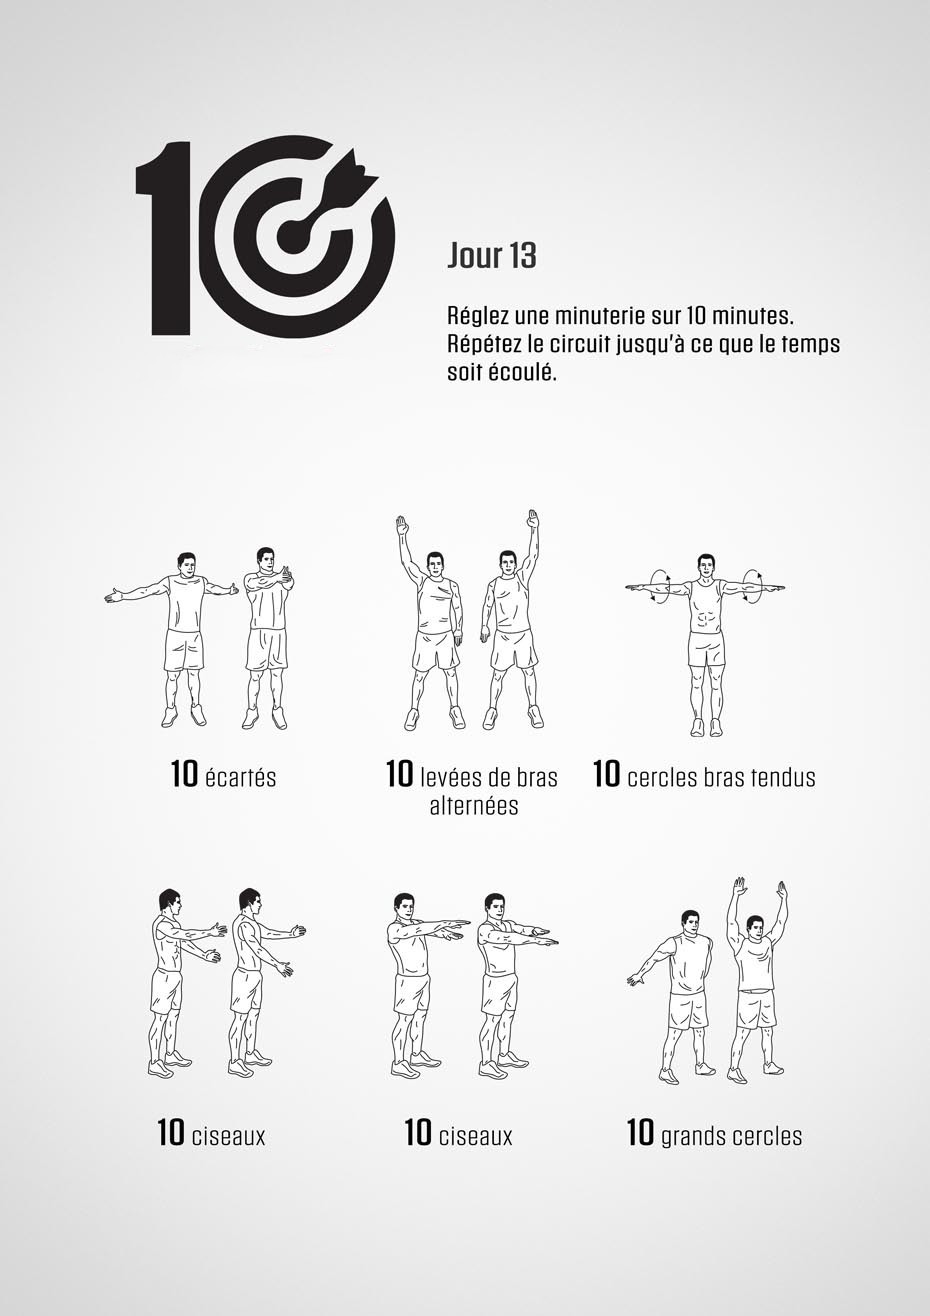 10
Jour 13
Réglez une minuterie sur 10 minutes.
Répétez le circuit jusqu'à ce que le temps
soit écoulé.
10 écartés
10 levées de bras
alternées
10 cercles bras tendus
10 ciseaux
10 ciseaux
10 grands cercles